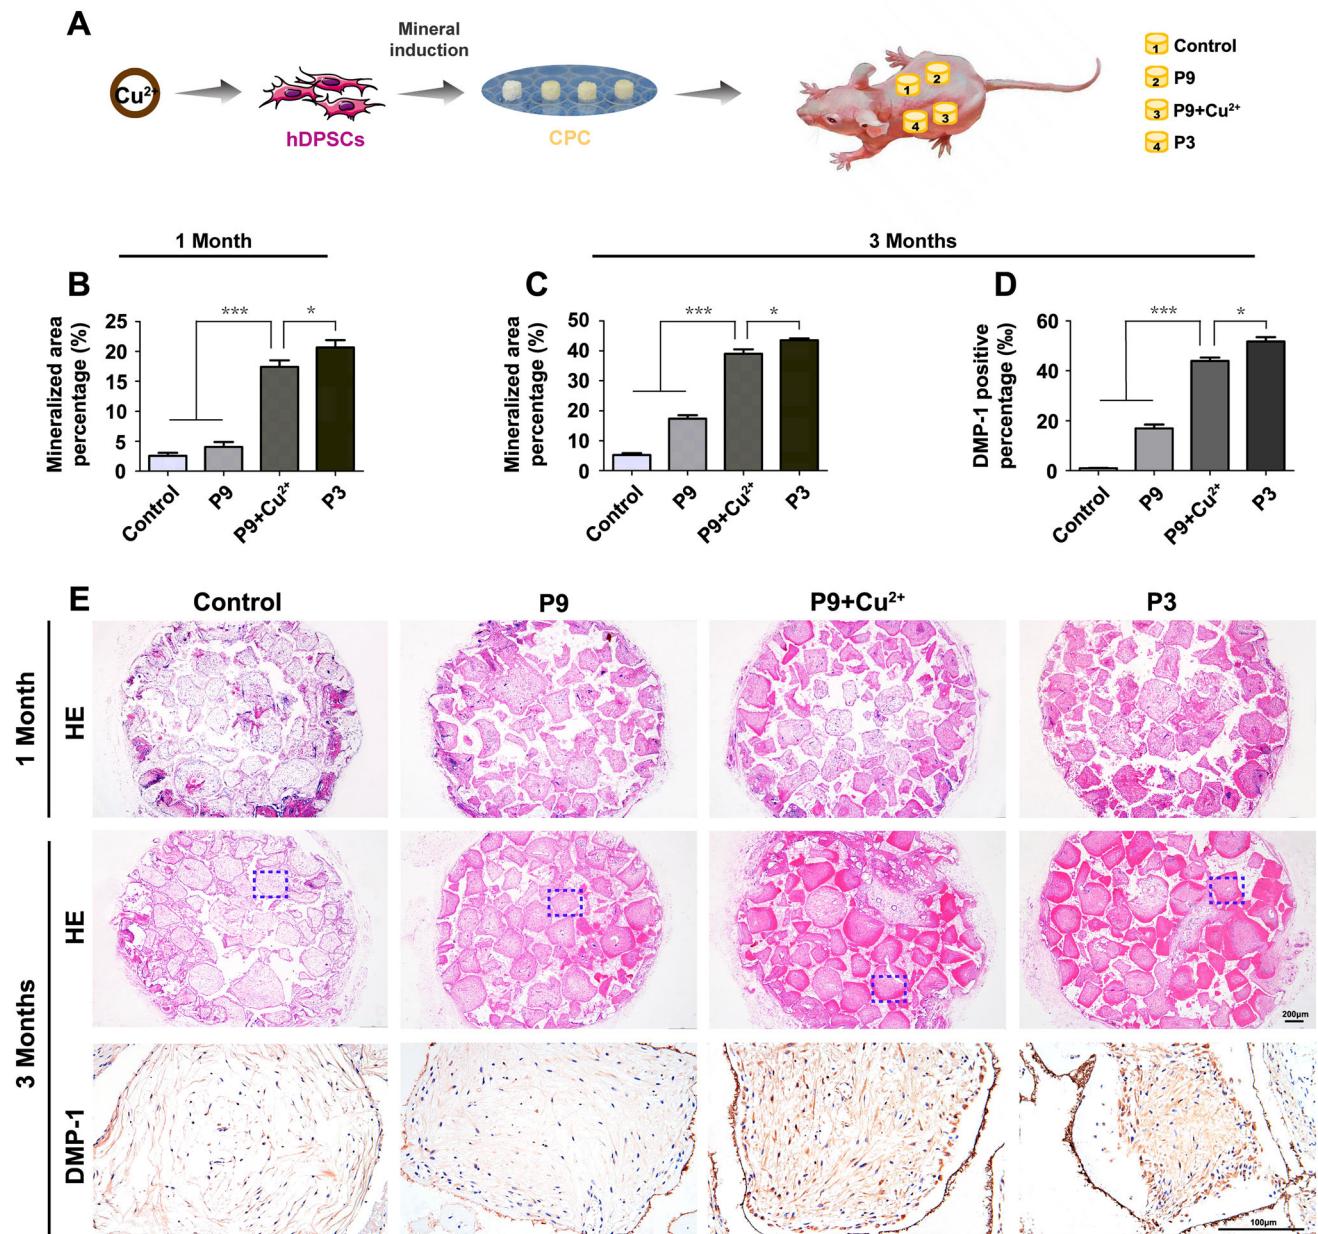 A
Cu²⁺
Mineral
induction
hDPSCs
CPC
1
2
3
4
1 Control
2 P9
3 P9+Cu²⁺
4 P3
1 Month
3 Months
B
Mineralized area
percentage (%)
25
20
15
10
5
0
***
*
Control
P9
P9+Cu²⁺
P3
C
Mineralized area
percentage (%)
50
40
30
20
10
0
***
*
Control
P9
P9+Cu²⁺
P3
D
DMP-1 positive
percentage (‰)
60
40
20
0
***
*
Control
P9
P9+Cu²⁺
P3
E
Control
P9
P9+Cu²⁺
P3
1 Month
HE
3 Months
HE
200μm
DMP-1
100μm